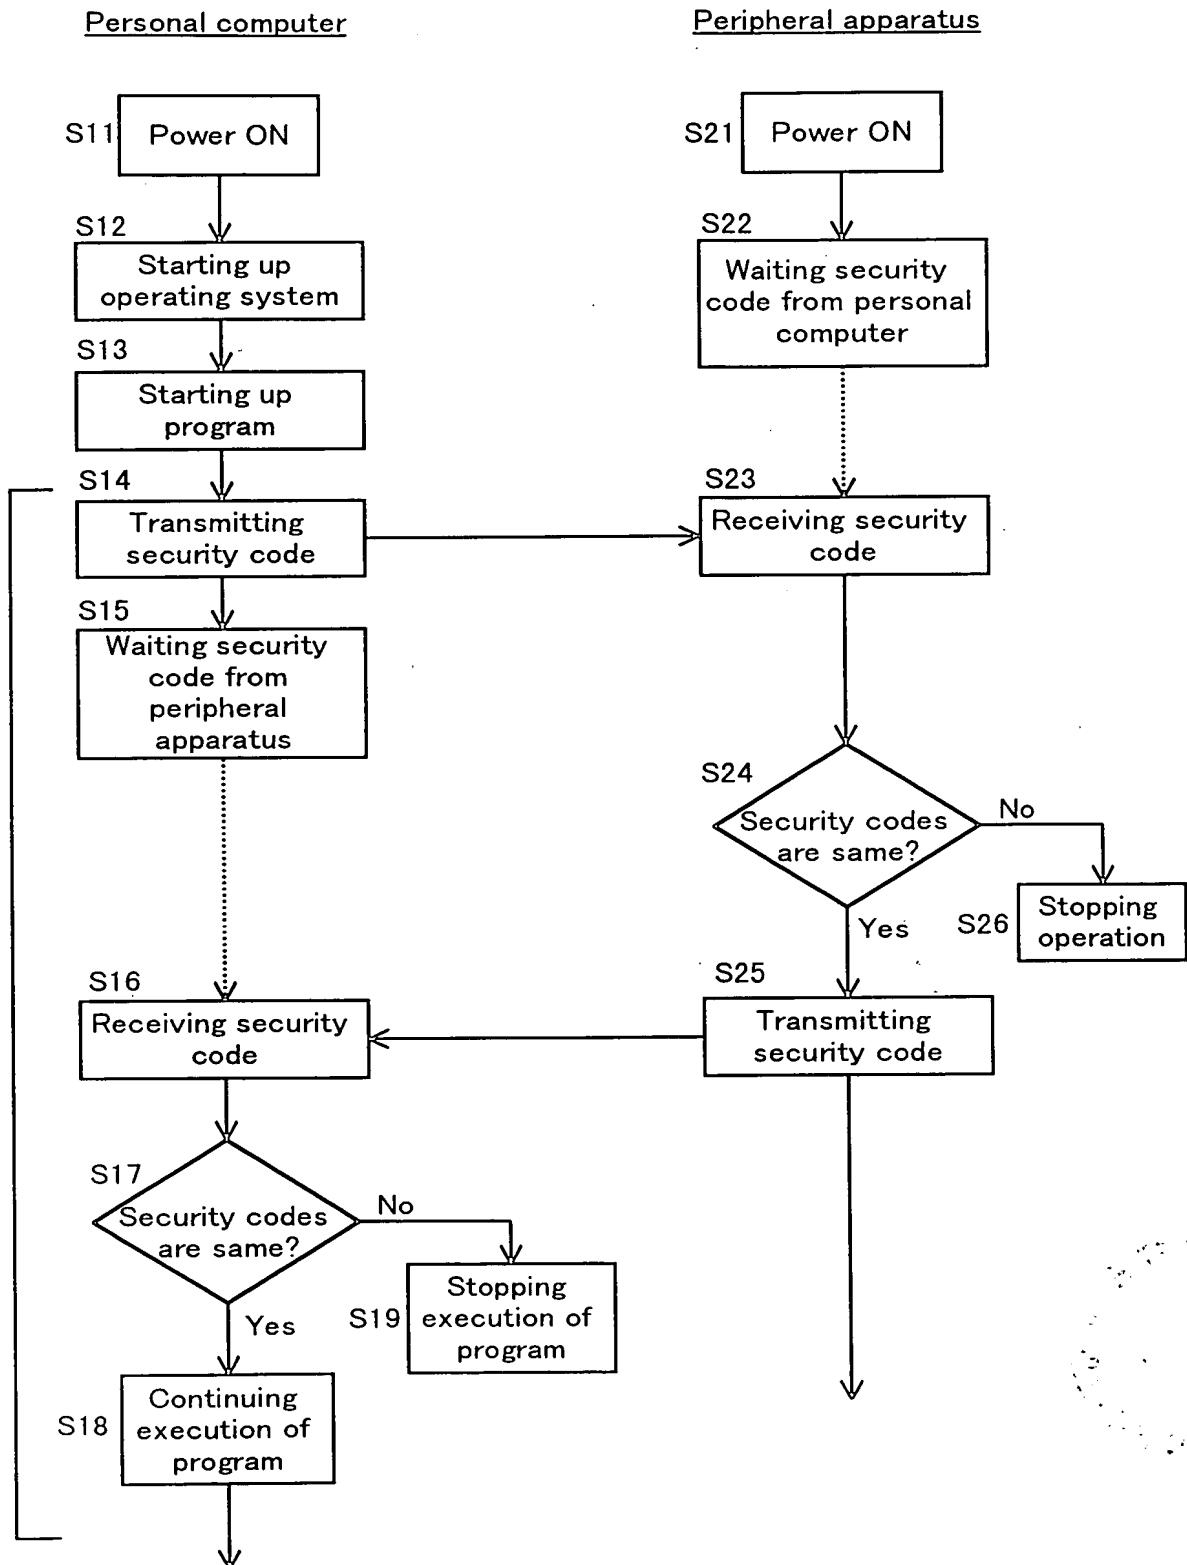 Personal computer
Peripheral apparatus
S11
Power ON
S21
Power ON
S12
Starting up
operating system
S22
Waiting security
code from personal
computer
S13
Starting up
program
S14
Transmitting
security code
S23
Receiving security
code
S15
Waiting security
code from
peripheral
apparatus
S24
Security codes
are same?
No
Yes
S26
Stopping
operation
S16
Receiving security
code
S25
Transmitting
security code
S17
Security codes
are same?
No
Yes
S19
Stopping
execution of
program
S18
Continuing
execution of
program